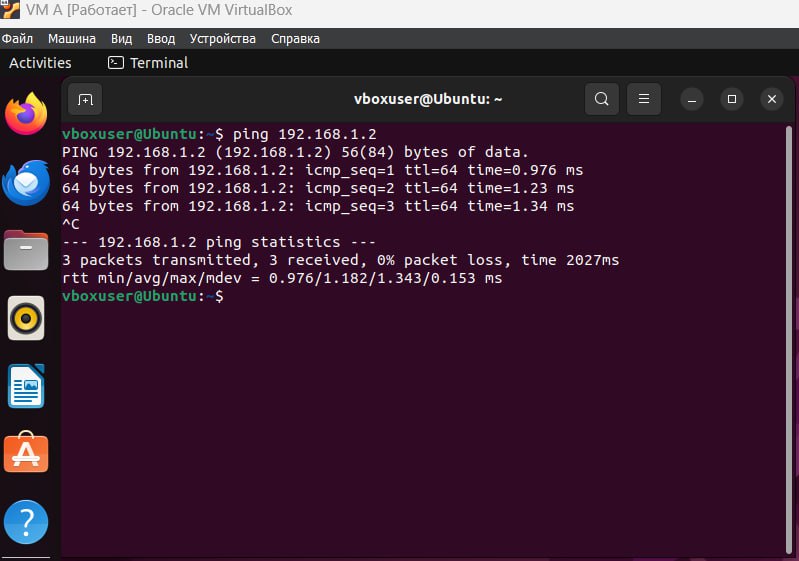 VM A [Работает] - Oracle VM VirtualBox
Файл Машина Вид Ввод Устройства Справка
Activities Terminal
vboxuser@Ubuntu: ~
vboxuser@Ubuntu:~$ ping 192.168.1.2
PING 192.168.1.2 (192.168.1.2) 56(84) bytes of data.
64 bytes from 192.168.1.2: icmp_seq=1 ttl=64 time=0.976 ms
64 bytes from 192.168.1.2: icmp_seq=2 ttl=64 time=1.23 ms
64 bytes from 192.168.1.2: icmp_seq=3 ttl=64 time=1.34 ms
^C
--- 192.168.1.2 ping statistics ---
3 packets transmitted, 3 received, 0% packet loss, time 2027ms
rtt min/avg/max/mdev = 0.976/1.182/1.343/0.153 ms
vboxuser@Ubuntu:~$